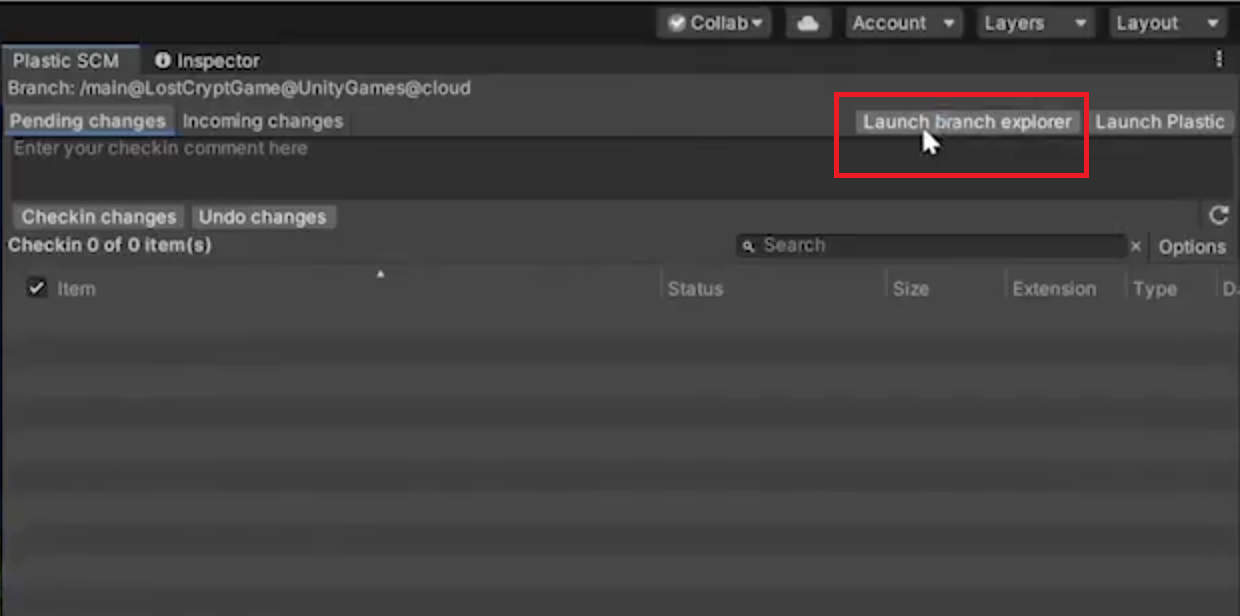 Collab Account Layers Layout
Plastic SCM Inspector
Branch: /main@LostCryptGame@UnityGames@cloud
Pending changes Incoming changes Launch branch explorer Launch Plastic
Enter your checkin comment here
Checkin changes Undo changes
Checkin 0 of 0 item(s) Search × Options
Item Status Size Extension Type